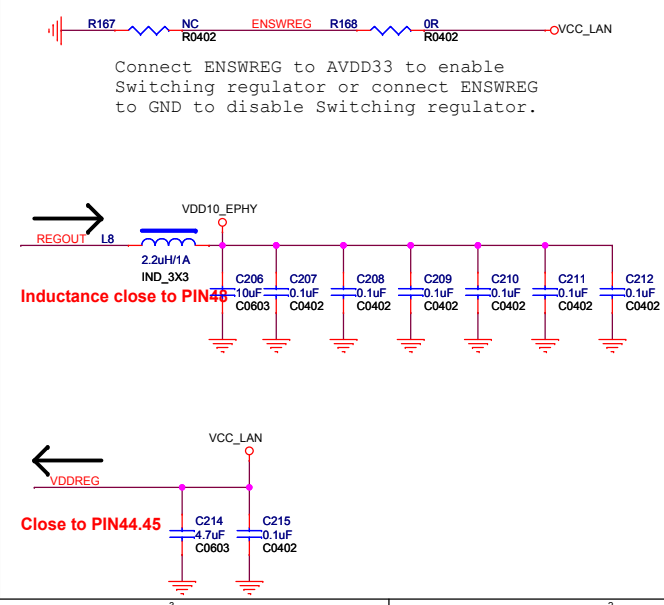 R167 NC ENSWREG R168 0R VCC_LAN
R0402 R0402
Connect ENSWREG to AVDD33 to enable
Switching regulator or connect ENSWREG
to GND to disable Switching regulator.
VDD10_EPHY
REGOUT L8
2.2uH/1A
IND_3X3
Inductance close to PIN48
C206 C207 C208 C209 C210 C211 C212
10uF 0.1uF 0.1uF 0.1uF 0.1uF 0.1uF 0.1uF
C0603 C0402 C0402 C0402 C0402 C0402 C0402
VCC_LAN
VDDREG
Close to PIN44.45
C214 C215
4.7uF 0.1uF
C0603 C0402